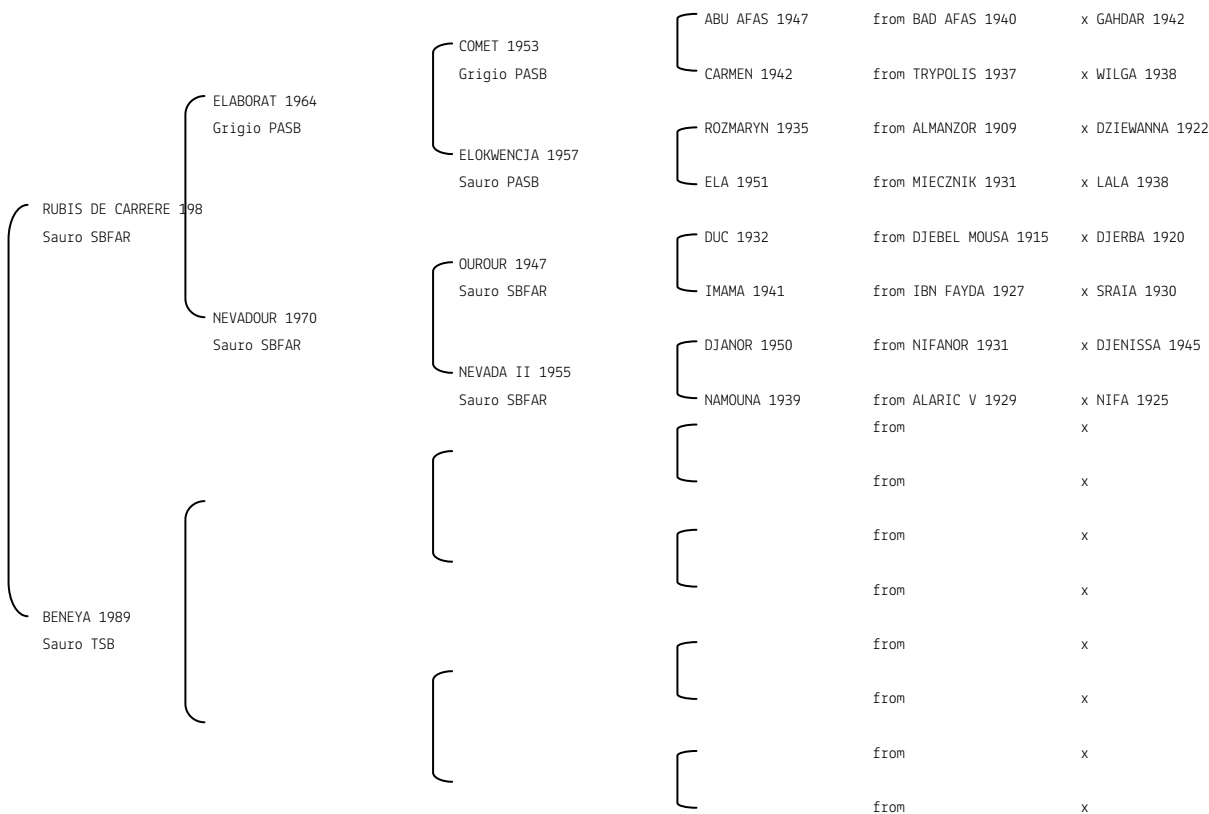 ABU AFAS 1947 from BAD AFAS 1940 x GAHDAR 1942
COMET 1953
Grigio PASB CARMEN 1942 from TRYPOLIS 1937 x WILGA 1938
ELABORAT 1964
Grigio PASB ROZMARYN 1935 from ALMANZOR 1909 x DZIEWANNA 1922
ELOKWENCJA 1957
Sauro PASB ELA 1951 from MIECZNIK 1931 x LALA 1938
RUBIS DE CARRERE 198
Sauro SBFAR DUC 1932 from DJEBEL MOUSA 1915 x DJERBA 1920
OUROUR 1947
Sauro SBFAR IMAMA 1941 from IBN FAYDA 1927 x SRAIA 1930
NEVADOUR 1970
Sauro SBFAR DJANOR 1950 from NIFANOR 1931 x DJENISSA 1945
NEVADA II 1955
Sauro SBFAR NAMOUNA 1939 from ALARIC V 1929 x NIFA 1925
from x
from x
from x
from x
BENEYA 1989
Sauro TSB from x
from x
from x
from x